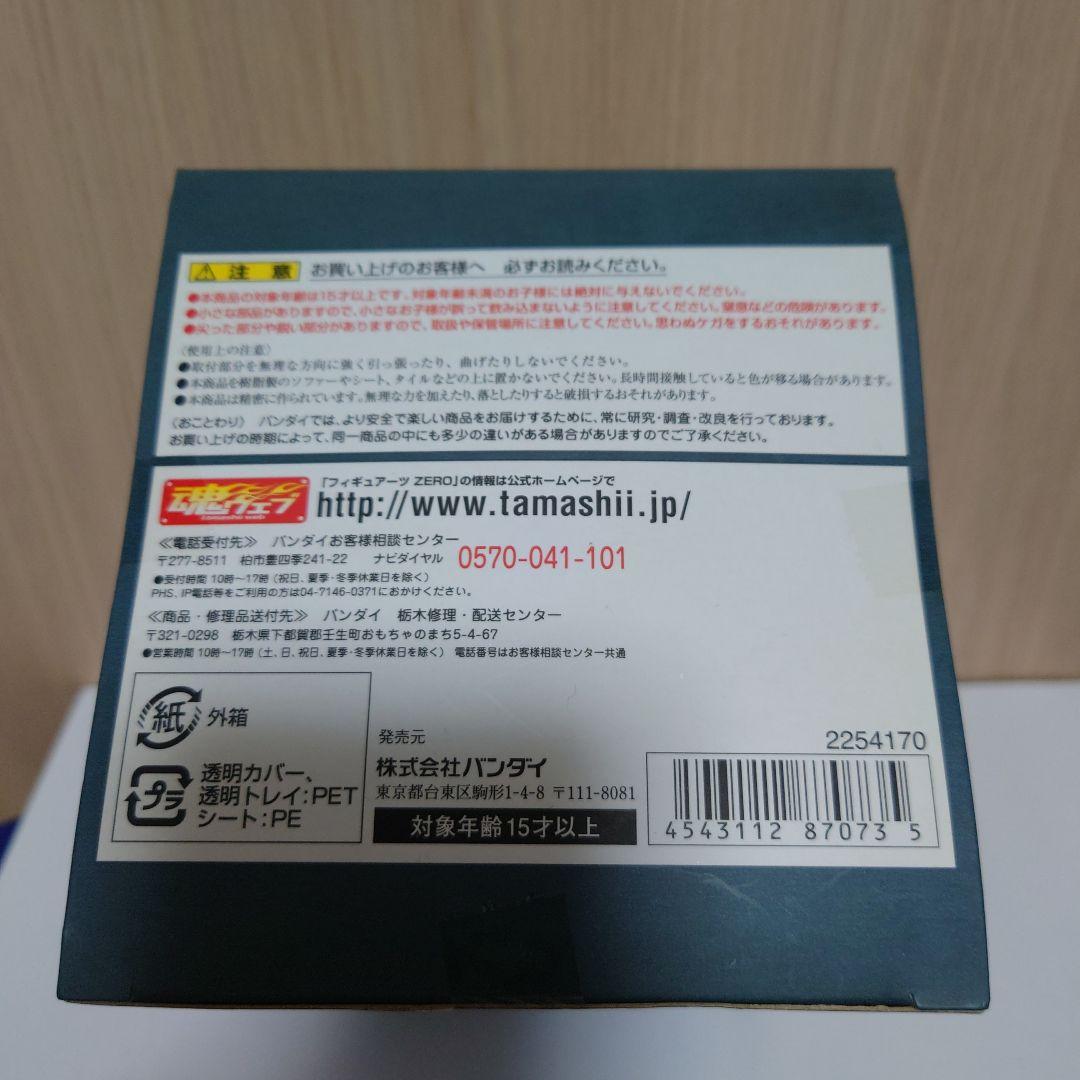 ⚠ 注意 お買い上げのお客様へ 必ずお読みください。
●本商品の対象年齢は15才以上です。対象年齢未満のお子様には絶対に与えないでください。
●小さな部品がありますので、小さなお子様が誤って飲み込まないように注意してください。窒息などの危険があります。
●尖った部分や鋭い部分がありますので、取扱や保管場所に注意してください。思わぬケガをするおそれがあります。
〈使用上の注意〉
●取付部分を無理な方向に強く引っ張ったり、曲げたりしないでください。
●本商品を樹脂製のソファーやシート、タイルなどの上に置かないでください。長時間接触していると色が移る場合があります。
●本商品は精密に作られています。無理な力を加えたり、落としたりすると破損するおそれがあります。
〈おことわり〉 バンダイでは、より安全で楽しい商品をお届けするために、常に研究・調査・改良を行っております。
お買い上げの時期によって、同一商品の中にも多少の違いがある場合がありますのでご了承ください。
魂ウェブ
tamashii web
「フィギュアーツ ZERO」の情報は公式ホームページで
http://www.tamashii.jp/
≪電話受付先≫ バンダイお客様相談センター
〒277-8511 柏市豊四季241-22 ナビダイヤル 0570-041-101
●受付時間 10時〜17時（祝日、夏季・冬季休業日を除く）
PHS、IP電話等をご利用の方は04-7146-0371におかけください。
≪商品・修理品送付先≫ バンダイ 栃木修理・配送センター
〒321-0298 栃木県下都賀郡壬生町おもちゃのまち5-4-67
●営業時間 10時〜17時（土、日、祝日、夏季・冬季休業日を除く） 電話番号はお客様相談センター共通
紙 外箱
プラ 透明カバー、
透明トレイ:PET
シート:PE
発売元
株式会社バンダイ
東京都台東区駒形1-4-8 〒111-8081
対象年齢15才以上
2254170
4543112 87073 5